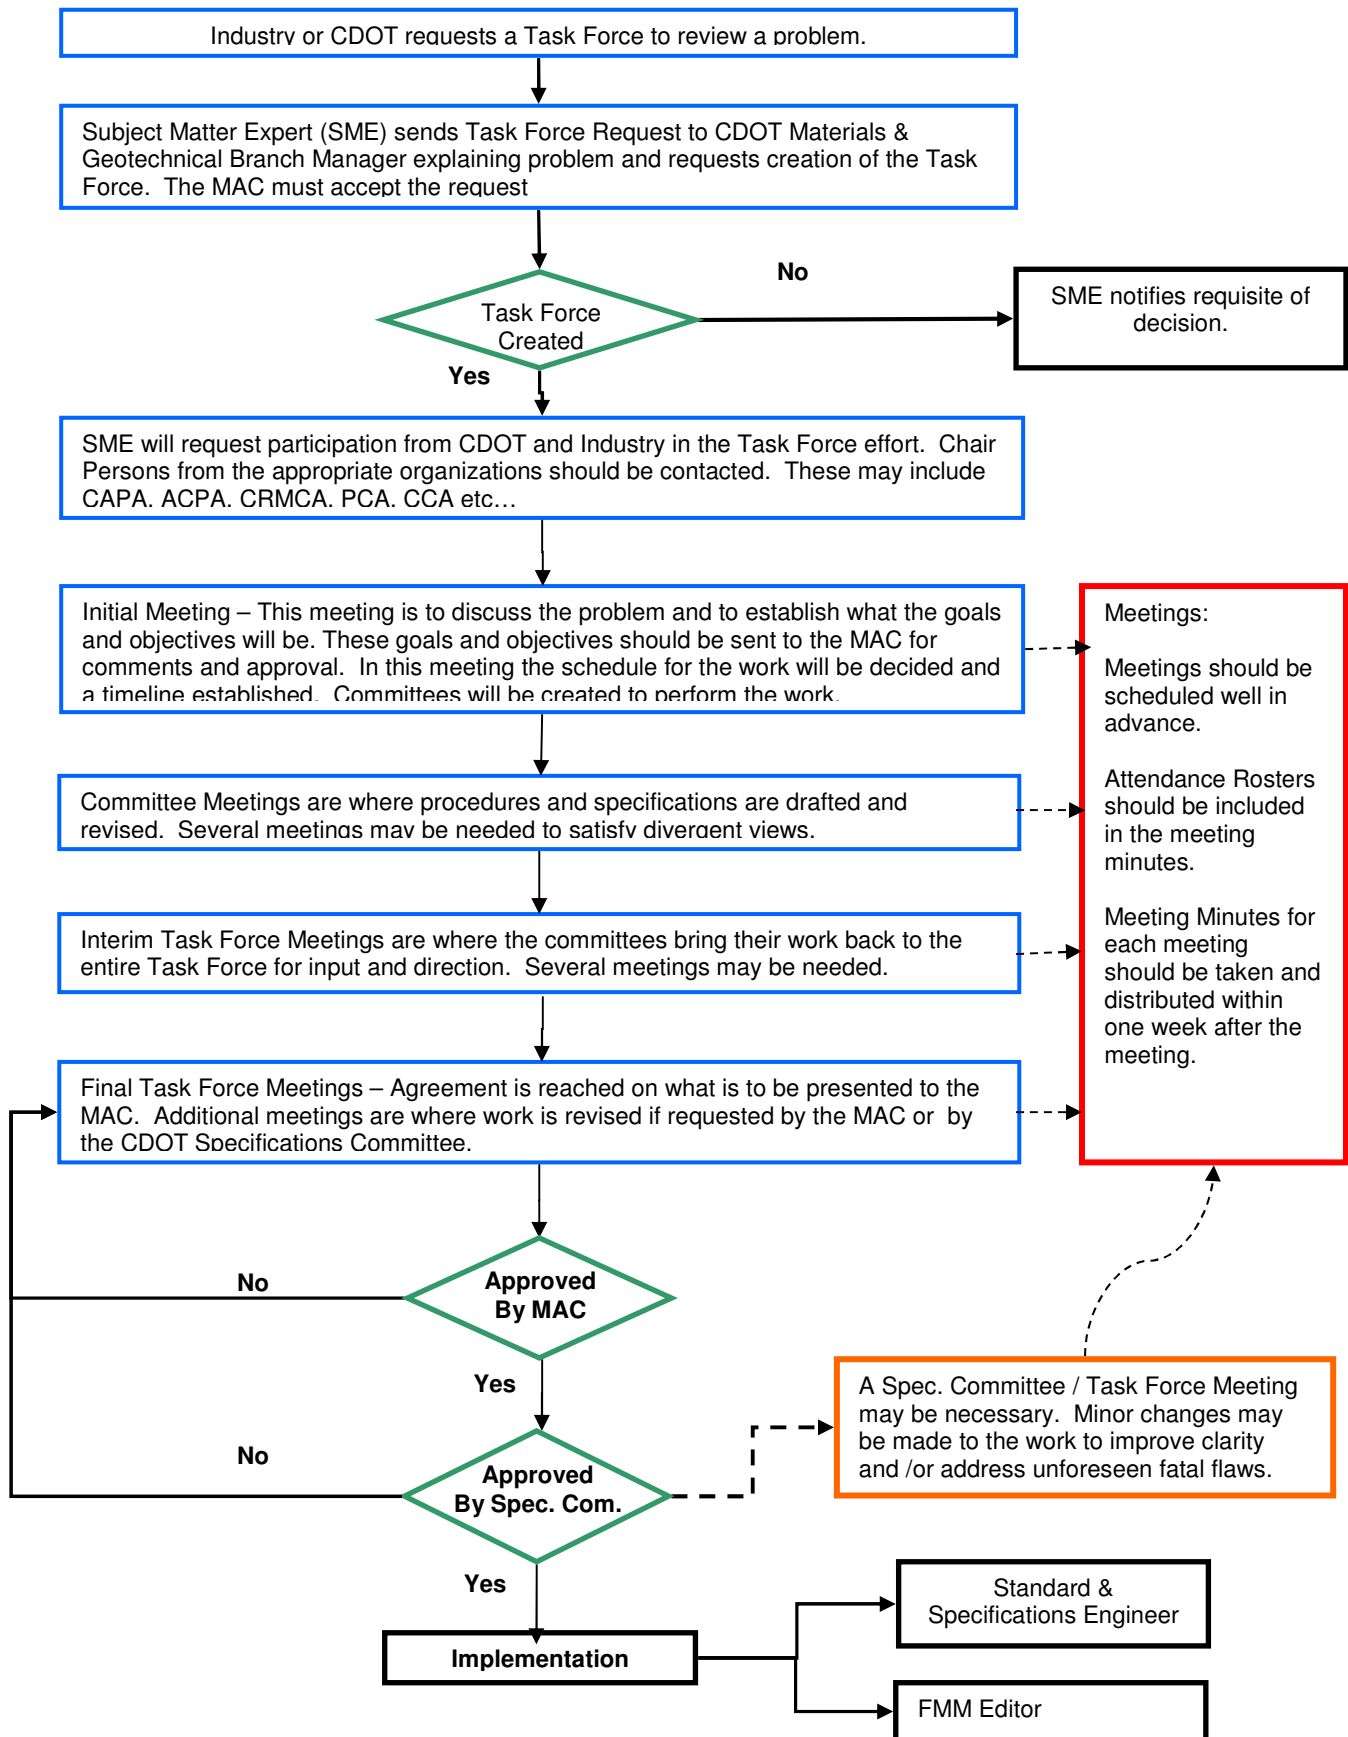 Industry or CDOT requests a Task Force to review a problem.
Subject Matter Expert (SME) sends Task Force Request to CDOT Materials &
Geotechnical Branch Manager explaining problem and requests creation of the Task
Force.  The MAC must accept the request
No
Task Force
Created
SME notifies requisite of
decision.
Yes
SME will request participation from CDOT and Industry in the Task Force effort.  Chair
Persons from the appropriate organizations should be contacted.  These may include
CAPA, ACPA, CRMCA, PCA, CCA etc…
Initial Meeting – This meeting is to discuss the problem and to establish what the goals
and objectives will be. These goals and objectives should be sent to the MAC for
comments and approval.  In this meeting the schedule for the work will be decided and
a timeline established.  Committees will be created to perform the work.
Committee Meetings are where procedures and specifications are drafted and
revised.  Several meetings may be needed to satisfy divergent views.
Interim Task Force Meetings are where the committees bring their work back to the
entire Task Force for input and direction.  Several meetings may be needed.
Final Task Force Meetings – Agreement is reached on what is to be presented to the
MAC.  Additional meetings are where work is revised if requested by the MAC or  by
the CDOT Specifications Committee.
Meetings:
Meetings should be
scheduled well in
advance.
Attendance Rosters
should be included
in the meeting
minutes.
Meeting Minutes for
each meeting
should be taken and
distributed within
one week after the
meeting.
No
Approved
By MAC
Yes
No
Approved
By Spec. Com.
A Spec. Committee / Task Force Meeting
may be necessary.  Minor changes may
be made to the work to improve clarity
and /or address unforeseen fatal flaws.
Yes
Implementation
Standard &
Specifications Engineer
FMM Editor